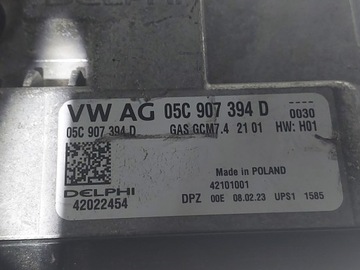 VW AG 05C 907 394 D ---- 0030
05C 907 394 D GAS GCM7.4 21 01 HW: H01
Made in POLAND
42101001
DELPHI
42022454 DPZ 00E 08.02.23 UPS1 1585